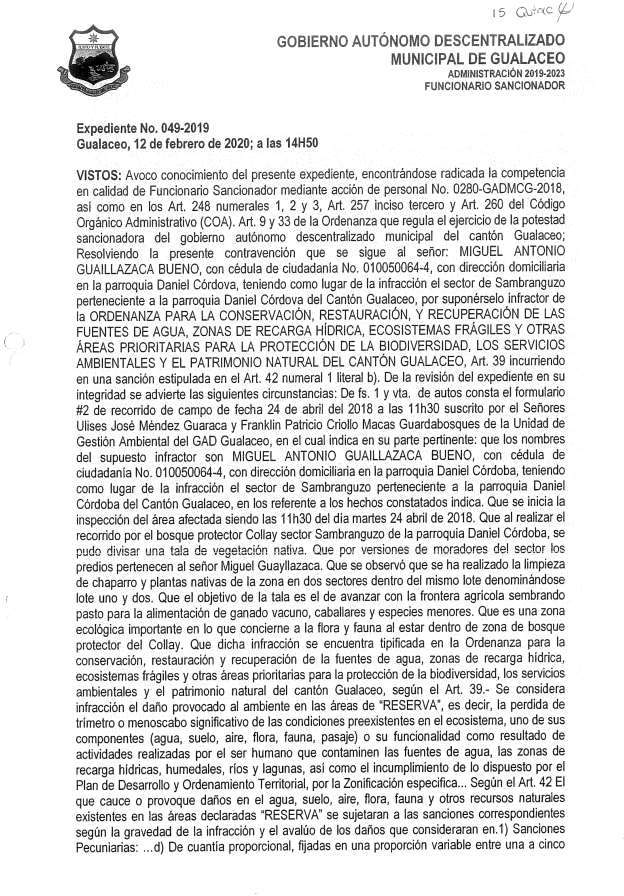 15 Quince
GOBIERNO AUTÓNOMO DESCENTRALIZADO
MUNICIPAL DE GUALACEO
ADMINISTRACIÓN 2019-2023
FUNCIONARIO SANCIONADOR
Expediente No. 049-2019
Gualaceo, 12 de febrero de 2020; a las 14H50
VISTOS: Avoco conocimiento del presente expediente, encontrándose radicada la competencia
en calidad de Funcionario Sancionador mediante acción de personal No. 0280-GADMCG-2018,
así como en los Art. 248 numerales 1, 2 y 3, Art. 257 inciso tercero y Art. 260 del Código
Orgánico Administrativo (COA). Art. 9 y 33 de la Ordenanza que regula el ejercicio de la potestad
sancionadora del gobierno autónomo descentralizado municipal del cantón Gualaceo;
Resolviendo la presente contravención que se sigue al señor: MIGUEL ANTONIO
GUAILLAZACA BUENO, con cédula de ciudadanía No. 010050064-4, con dirección domiciliaria
en la parroquia Daniel Córdova, teniendo como lugar de la infracción el sector de Sambranguzo
perteneciente a la parroquia Daniel Córdova del Cantón Gualaceo, por suponérselo infractor de
la ORDENANZA PARA LA CONSERVACIÓN, RESTAURACIÓN, Y RECUPERACIÓN DE LAS
FUENTES DE AGUA, ZONAS DE RECARGA HÍDRICA, ECOSISTEMAS FRÁGILES Y OTRAS
ÁREAS PRIORITARIAS PARA LA PROTECCIÓN DE LA BIODIVERSIDAD, LOS SERVICIOS
AMBIENTALES Y EL PATRIMONIO NATURAL DEL CANTÓN GUALACEO, Art. 39 incurriendo
en una sanción estipulada en el Art. 42 numeral 1 literal b). De la revisión del expediente en su
integridad se advierte las siguientes circunstancias: De fs. 1 y vta. de autos consta el formulario
#2 de recorrido de campo de fecha 24 de abril del 2018 a las 11h30 suscrito por el Señores
Ulises José Méndez Guaraca y Franklin Patricio Criollo Macas Guardabosques de la Unidad de
Gestión Ambiental del GAD Gualaceo, en el cual indica en su parte pertinente: que los nombres
del supuesto infractor son MIGUEL ANTONIO GUAILLAZACA BUENO, con cédula de
ciudadanía No. 010050064-4, con dirección domiciliaria en la parroquia Daniel Córdoba, teniendo
como lugar de la infracción el sector de Sambranguzo perteneciente a la parroquia Daniel
Córdoba del Cantón Gualaceo, en los referente a los hechos constatados indica. Que se inicia la
inspección del área afectada siendo las 11h30 del día martes 24 abril de 2018. Que al realizar el
recorrido por el bosque protector Collay sector Sambranguzo de la parroquia Daniel Córdoba, se
pudo divisar una tala de vegetación nativa. Que por versiones de moradores del sector los
predios pertenecen al señor Miguel Guayllazaca. Que se observó que se ha realizado la limpieza
de chaparro y plantas nativas de la zona en dos sectores dentro del mismo lote denominándose
lote uno y dos. Que el objetivo de la tala es el de avanzar con la frontera agrícola sembrando
pasto para la alimentación de ganado vacuno, caballares y especies menores. Que es una zona
ecológica importante en lo que concierne a la flora y fauna al estar dentro de zona de bosque
protector del Collay. Que dicha infracción se encuentra tipificada en la Ordenanza para la
conservación, restauración y recuperación de la fuentes de agua, zonas de recarga hídrica,
ecosistemas frágiles y otras áreas prioritarias para la protección de la biodiversidad, los servicios
ambientales y el patrimonio natural del cantón Gualaceo, según el Art. 39.- Se considera
infracción el daño provocado al ambiente en las áreas de "RESERVA", es decir, la perdida de
trímetro o menoscabo significativo de las condiciones preexistentes en el ecosistema, uno de sus
componentes (agua, suelo, aire, flora, fauna, pasaje) o su funcionalidad como resultado de
actividades realizadas por el ser humano que contaminen las fuentes de agua, las zonas de
recarga hídricas, humedales, ríos y lagunas, así como el incumplimiento de lo dispuesto por el
Plan de Desarrollo y Ordenamiento Territorial, por la Zonificación especifica... Según el Art. 42 El
que cauce o provoque daños en el agua, suelo, aire, flora, fauna y otros recursos naturales
existentes en las áreas declaradas "RESERVA" se sujetaran a las sanciones correspondientes
según la gravedad de la infracción y el avalúo de los daños que consideraran en.1) Sanciones
Pecuniarias: ...d) De cuantía proporcional, fijadas en una proporción variable entre una a cinco